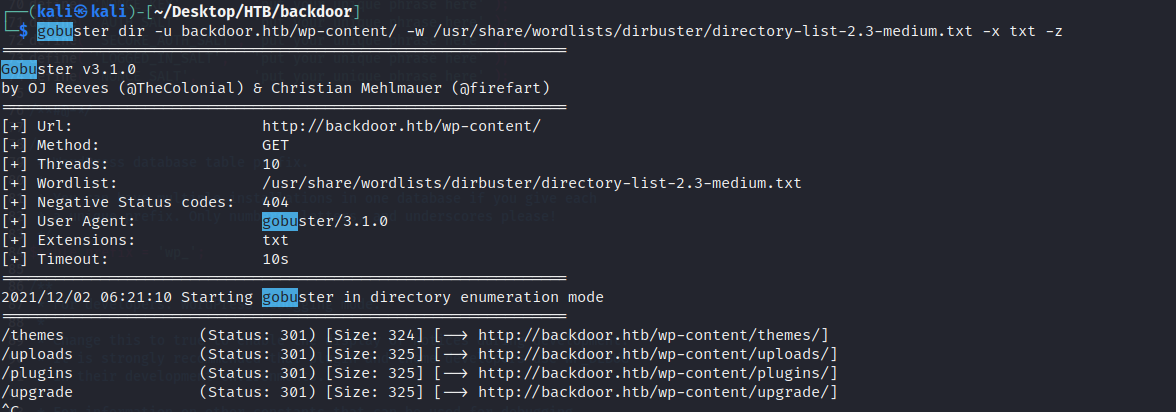 ┌──(kali㉿kali)-[~/Desktop/HTB/backdoor]
└─$ gobuster dir -u backdoor.htb/wp-content/ -w /usr/share/wordlists/dirbuster/directory-list-2.3-medium.txt -x txt -z
===============================================================
Gobuster v3.1.0
by OJ Reeves (@TheColonial) & Christian Mehlmauer (@firefart)
===============================================================
[+] Url:                     http://backdoor.htb/wp-content/
[+] Method:                  GET
[+] Threads:                 10
[+] Wordlist:                /usr/share/wordlists/dirbuster/directory-list-2.3-medium.txt
[+] Negative Status codes:   404
[+] User Agent:              gobuster/3.1.0
[+] Extensions:              txt
[+] Timeout:                 10s
===============================================================
2021/12/02 06:21:10 Starting gobuster in directory enumeration mode
===============================================================
/themes               (Status: 301) [Size: 324] [--> http://backdoor.htb/wp-content/themes/]
/uploads              (Status: 301) [Size: 325] [--> http://backdoor.htb/wp-content/uploads/]
/plugins              (Status: 301) [Size: 325] [--> http://backdoor.htb/wp-content/plugins/]
/upgrade              (Status: 301) [Size: 325] [--> http://backdoor.htb/wp-content/upgrade/]
^C